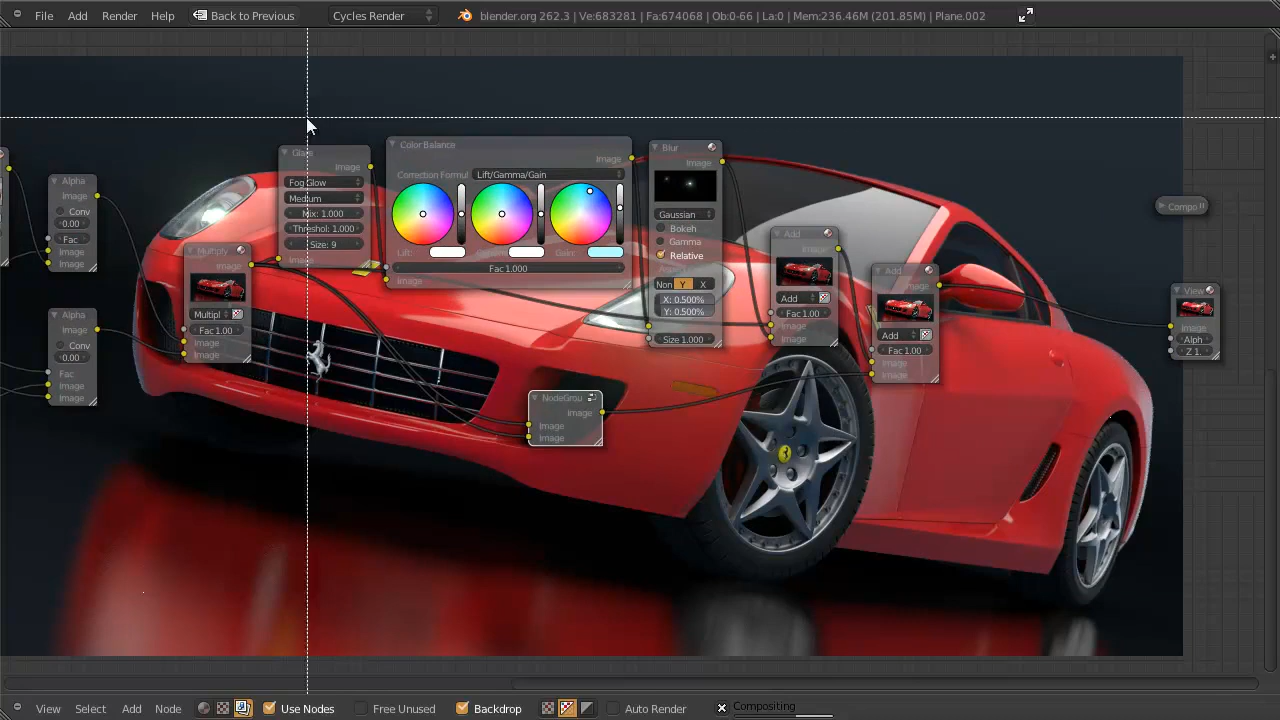 File Add Render Help Back to Previous Cycles Render blender.org 262.3 | Ve:683281 | Fa:674068 | Ob:0-66 | La:0 | Mem:236.46M (201.85M) | Plane.002
Alpha
Image
Conv
0.00
Fac
Image
Image
Alpha
Image
Conv
0.00
Fac
Image
Image
Multiply
Image
Multipl
Fac 1.00
Image
Image
Glare
Image
Fog Glow
Medium
Mix: 1.000
Threshol: 1.000
Size: 9
Image
Color Balance
Image
Correction Formul Lift/Gamma/Gain
Lift: Gamma: Gain:
Fac 1.000
Image
Blur
Image
Gaussian
Bokeh
Gamma
Relative
Non Y X
X: 0.500%
Y: 0.500%
Size 1.000
NodeGrou
Image
Image
Image
Add
Image
Add
Fac 1.00
Image
Image
Add
Image
Add
Fac 1.00
Image
Image
Compo
View
Image
Alph
Z 1.
View Select Add Node Use Nodes Free Unused Backdrop Auto Render Compositing